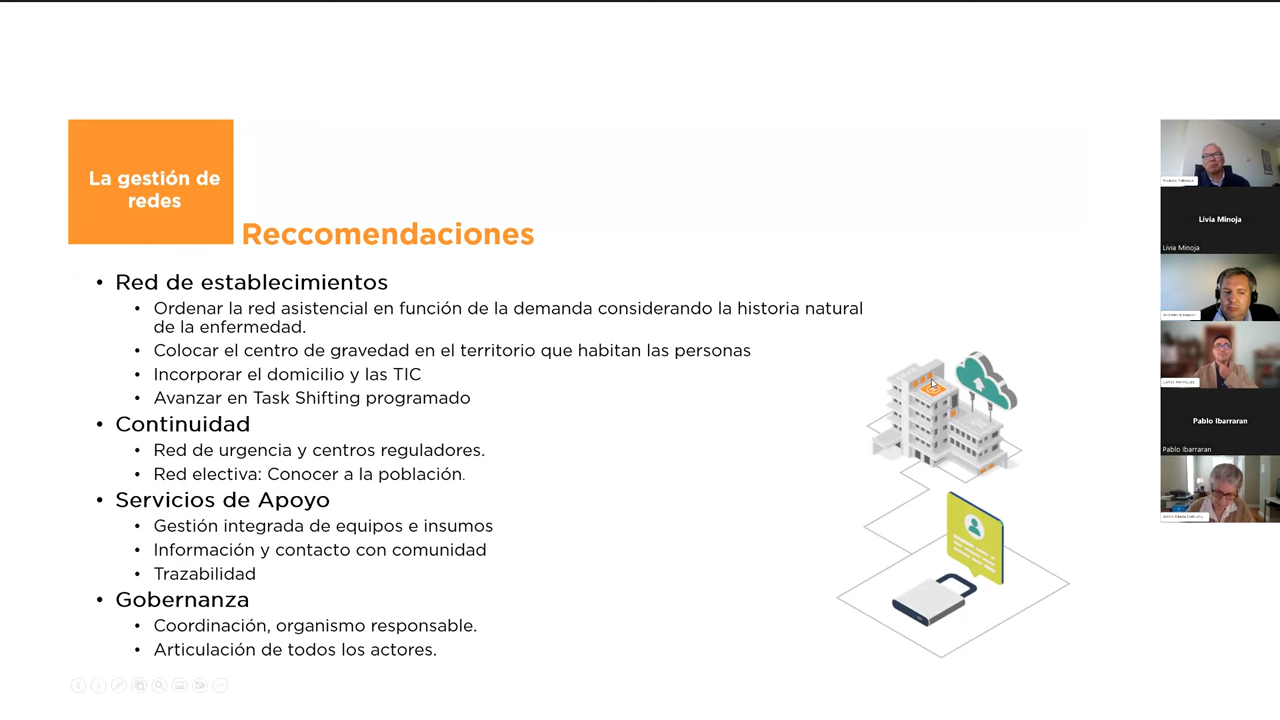 La gestión de
redes
Reccomendaciones
• Red de establecimientos
• Ordenar la red asistencial en función de la demanda considerando la historia natural
de la enfermedad.
• Colocar el centro de gravedad en el territorio que habitan las personas
• Incorporar el domicilio y las TIC
• Avanzar en Task Shifting programado
• Continuidad
• Red de urgencia y centros reguladores.
• Red electiva: Conocer a la población.
• Servicios de Apoyo
• Gestión integrada de equipos e insumos
• Información y contacto con comunidad
• Trazabilidad
• Gobernanza
• Coordinación, organismo responsable.
• Articulación de todos los actores.
Livia Minoja
Livia Minoja
Pablo Ibarraran
Pablo Ibarraran